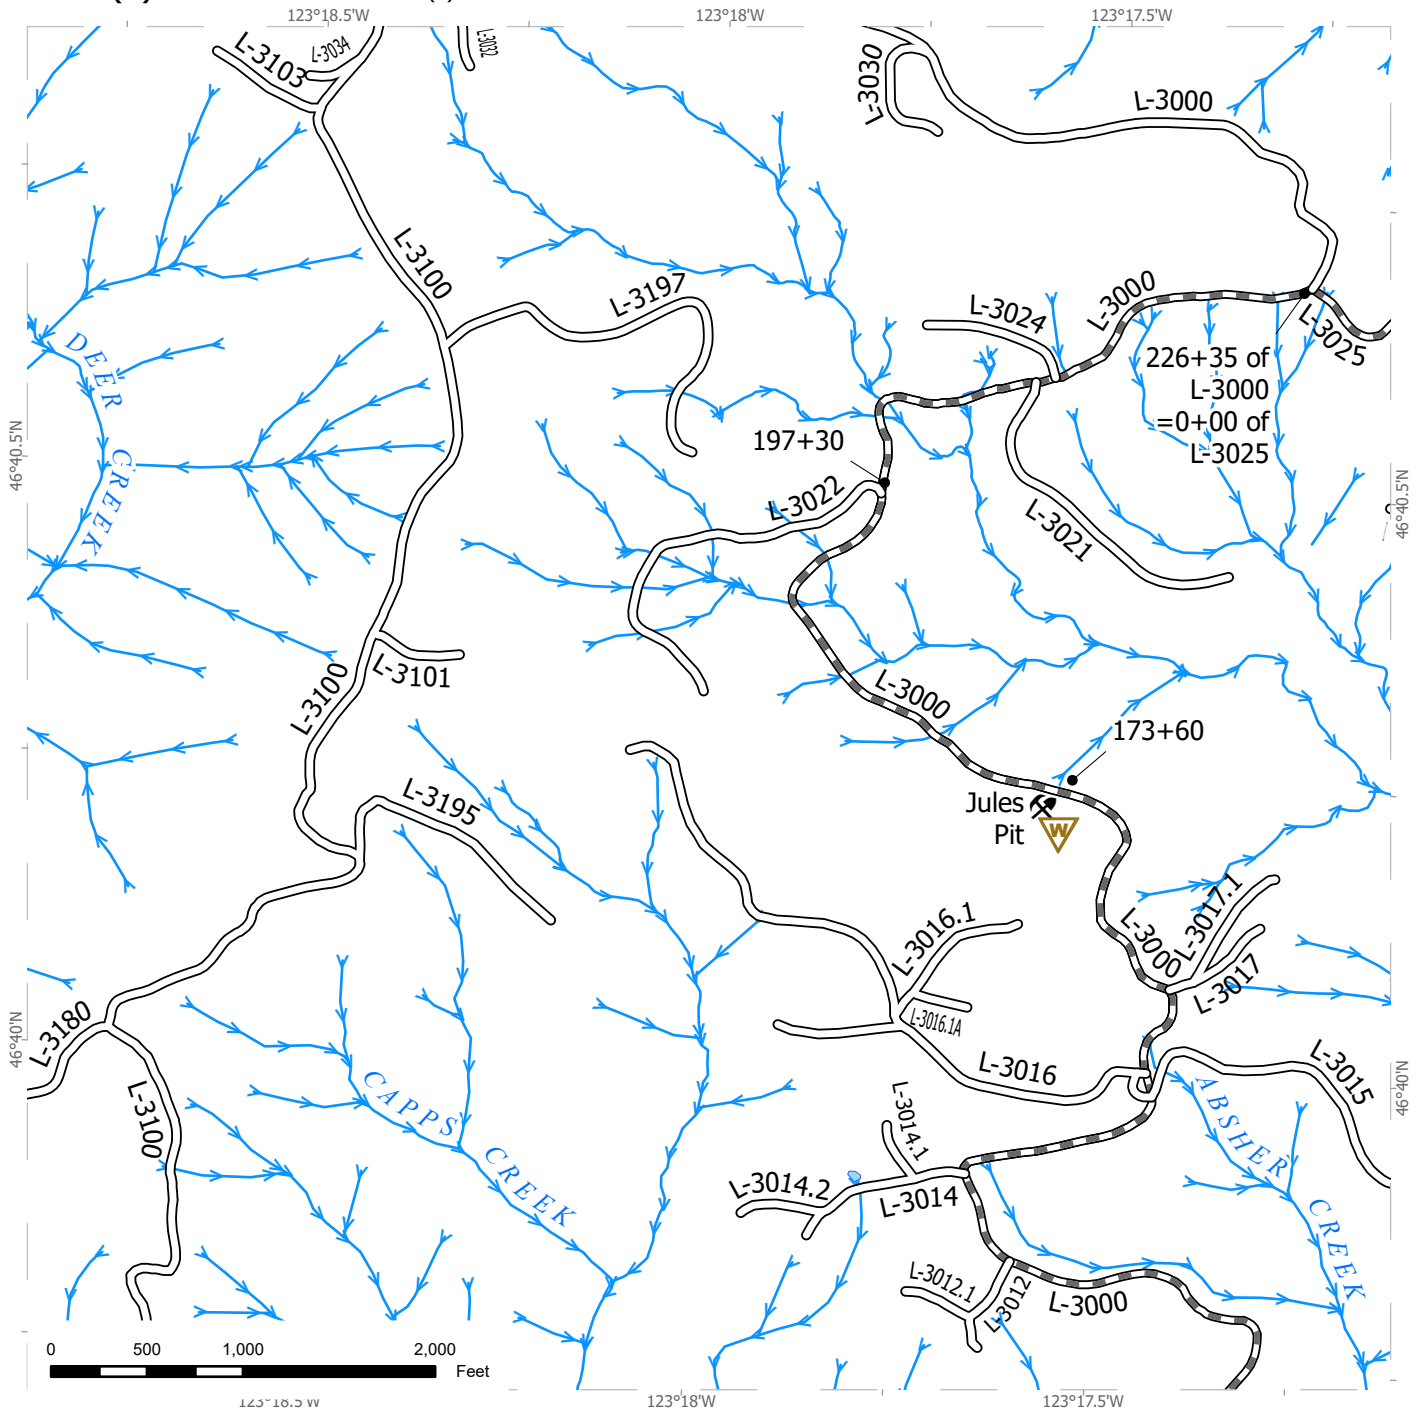 123°18.5'W
123°18'W
123°17.5'W
L-3103
L-3034
L-3032
L-3030
L-3000
L-3100
L-3197
L-3024
L-3000
L-3025
226+35 of
L-3000
=0+00 of
L-3025
DEER
CREEK
46°40.5'N
46°40.5'N
197+30
L-3022
L-3021
L-3101
L-3100
L-3000
173+60
Jules
Pit
W
L-3195
L-3016.1
L-3000
L-3017.1
L-3017
L-3016.1A
L-3180
46°40'N
46°40'N
L-3016
L-3015
L-3100
CAPPS
CREEK
ABSHER
CREEK
L-3014.1
L-3014.2
L-3014
L-3012.1
L-3012
L-3000
0
500
1,000
2,000
Feet
123°18'W
123°17.5'W